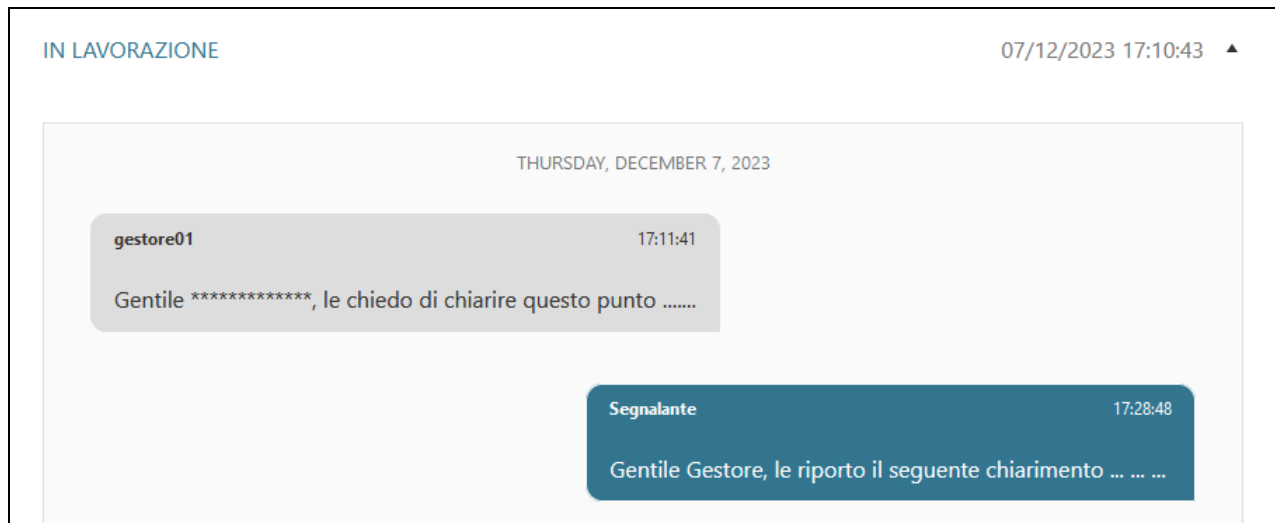 IN LAVORAZIONE 07/12/2023 17:10:43
THURSDAY, DECEMBER 7, 2023
gestore01 17:11:41
Gentile *************, le chiedo di chiarire questo punto .......
Segnalante 17:28:48
Gentile Gestore, le riporto il seguente chiarimento ... ... ...